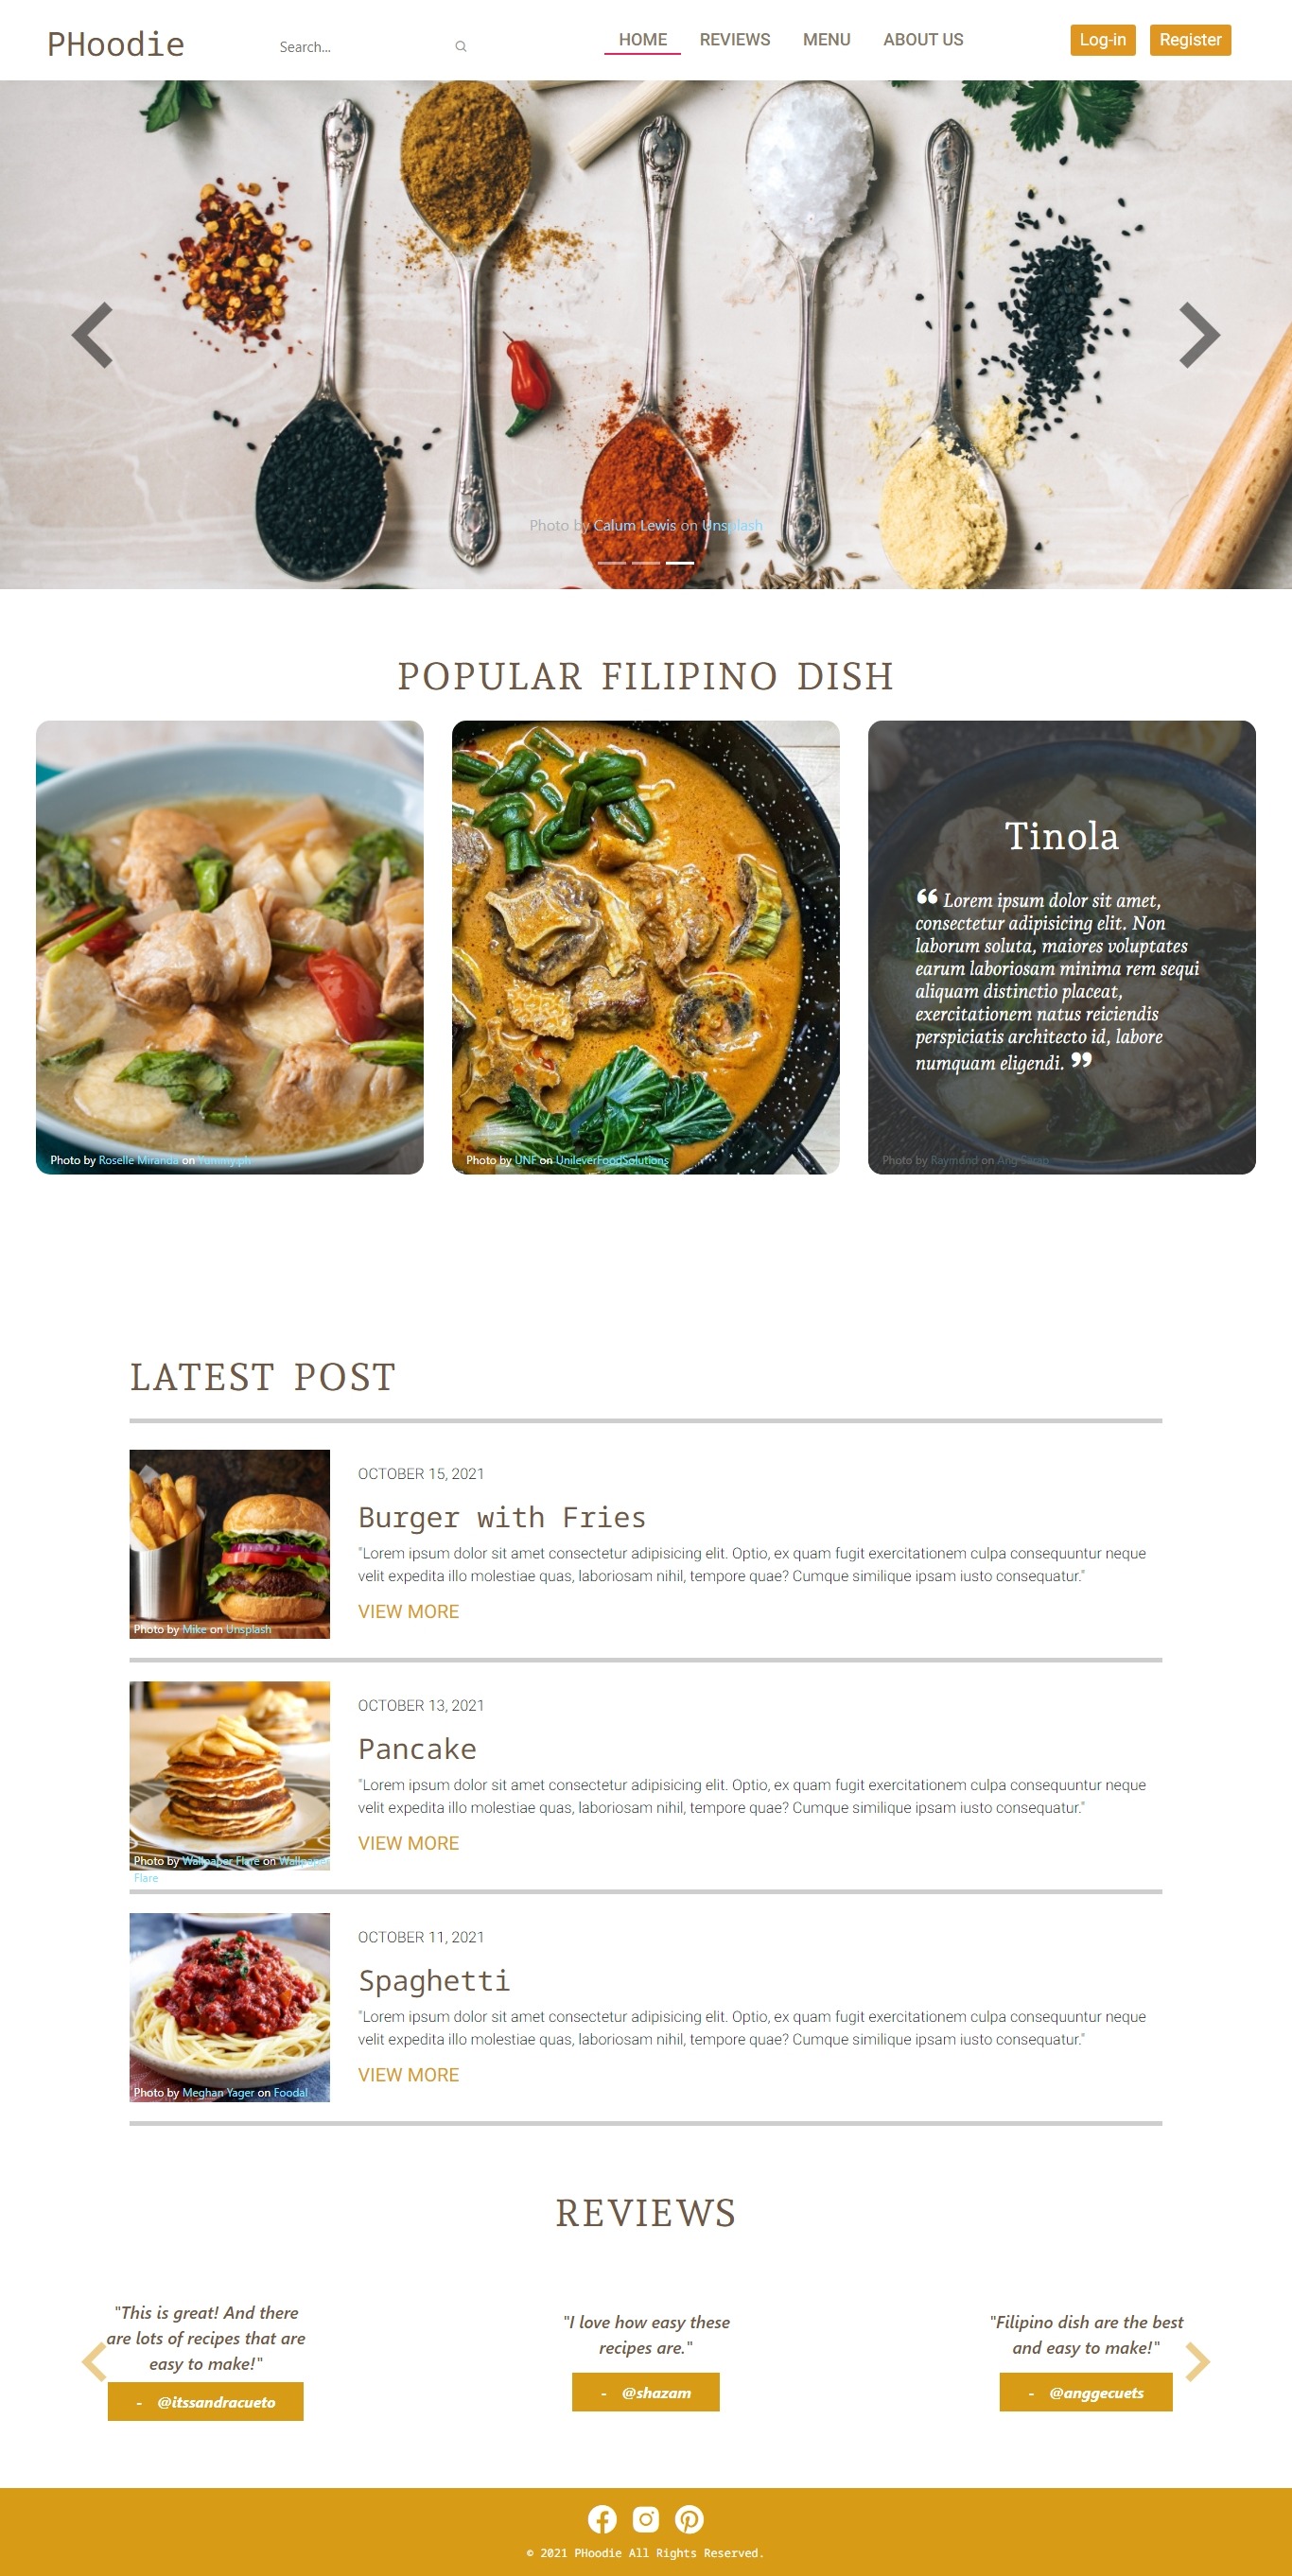 PHoodie
Search...
HOME
REVIEWS
MENU
ABOUT US
Log-in
Register
Photo by Calum Lewis on Unsplash
POPULAR FILIPINO DISH
Tinola
❝ Lorem ipsum dolor sit amet,
consectetur adipisicing elit. Non
laborum soluta, maiores voluptates
earum laboriosam minima rem sequi
aliquam distinctio placeat,
exercitationem natus reiciendis
perspiciatis architecto id, labore
numquam eligendi. ❞
Photo by Roselle Miranda on Yummy.ph
Photo by UNF on UnileverFoodSolutions
Photo by Raymund on Ang Sarap
LATEST POST
OCTOBER 15, 2021
Burger with Fries
"Lorem ipsum dolor sit amet consectetur adipisicing elit. Optio, ex quam fugit exercitationem culpa consequuntur neque
velit expedita illo molestiae quas, laboriosam nihil, tempore quae? Cumque similique ipsam iusto consequatur."
VIEW MORE
Photo by Mike on Unsplash
OCTOBER 13, 2021
Pancake
"Lorem ipsum dolor sit amet consectetur adipisicing elit. Optio, ex quam fugit exercitationem culpa consequuntur neque
velit expedita illo molestiae quas, laboriosam nihil, tempore quae? Cumque similique ipsam iusto consequatur."
VIEW MORE
Photo by Wallpaper Flare on Wallpaper
Flare
OCTOBER 11, 2021
Spaghetti
"Lorem ipsum dolor sit amet consectetur adipisicing elit. Optio, ex quam fugit exercitationem culpa consequuntur neque
velit expedita illo molestiae quas, laboriosam nihil, tempore quae? Cumque similique ipsam iusto consequatur."
VIEW MORE
Photo by Meghan Yager on Foodal
REVIEWS
"This is great! And there
are lots of recipes that are
easy to make!"
- @itssandracueto
"I love how easy these
recipes are."
- @shazam
"Filipino dish are the best
and easy to make!"
- @anggecuets
© 2021 PHoodie All Rights Reserved.